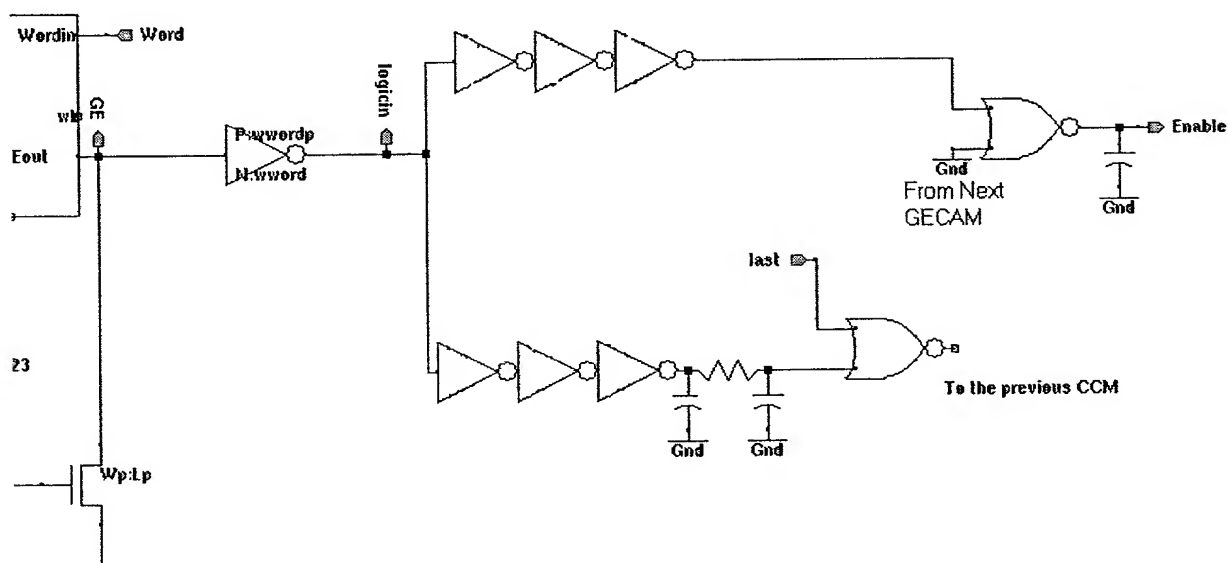 Wordin
Word
GE
Eout
P:wwordp
N:wword
logicin
Gnd
From Next
GECAM
Enable
Gnd
last
23
Gnd
Gnd
To the previous CCM
Wp:Lp